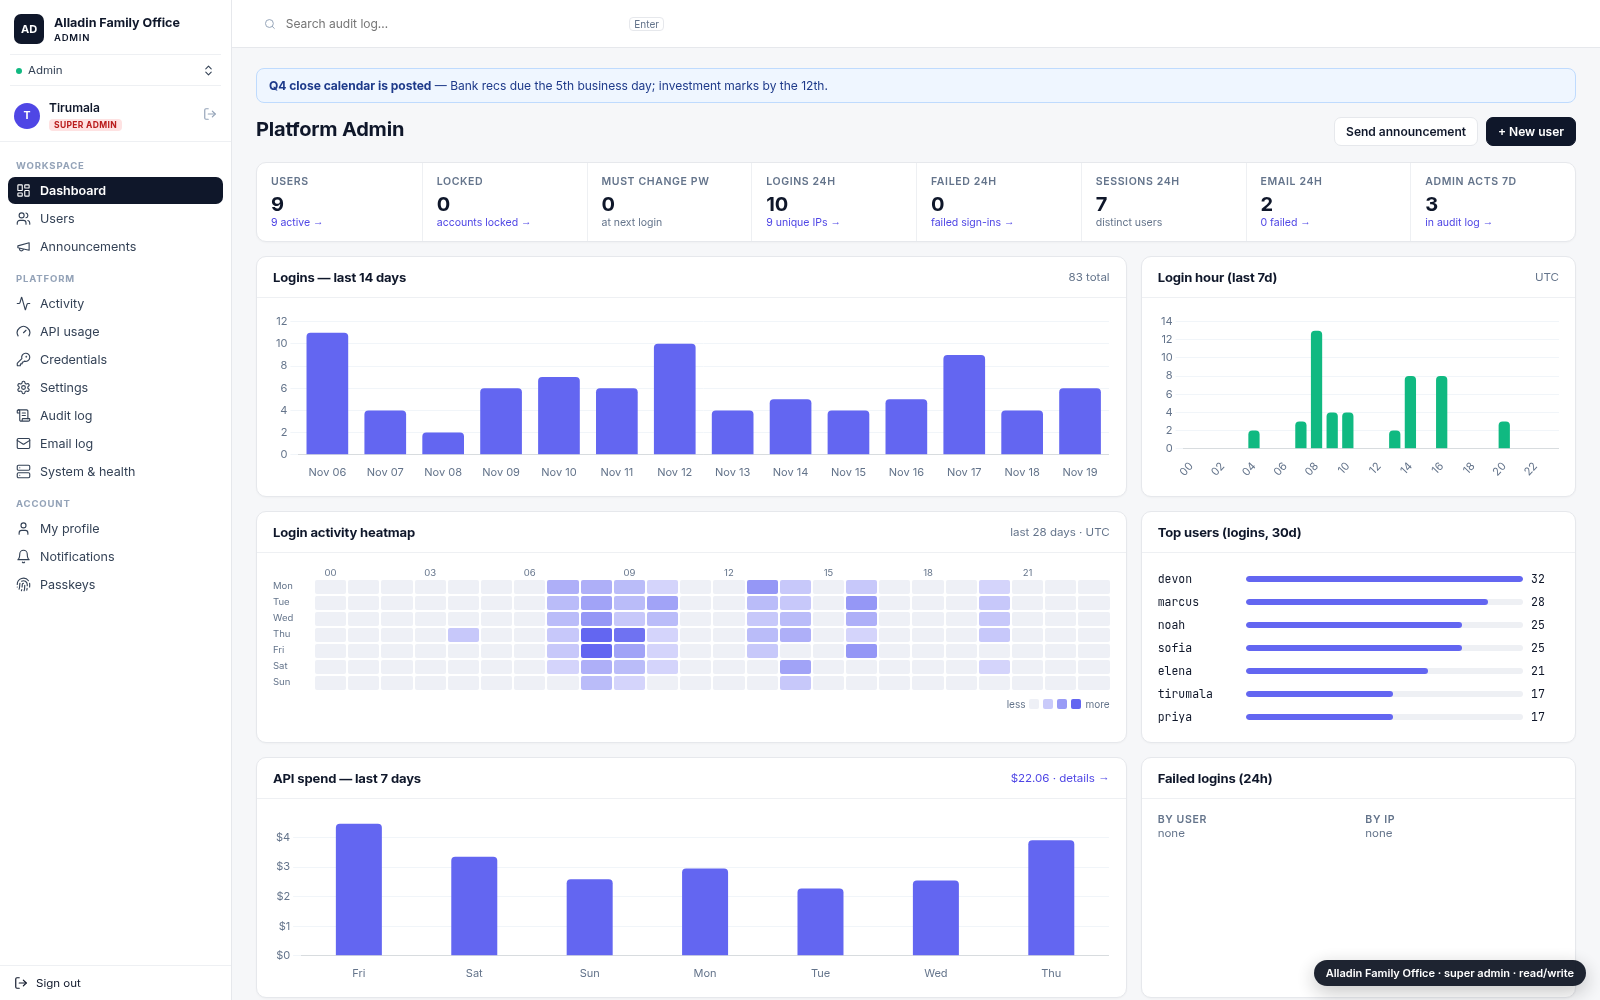 AD
Alladin Family Office
ADMIN
Admin
T
Tirumala
SUPER ADMIN
WORKSPACE
Dashboard
Users
Announcements
PLATFORM
Activity
API usage
Credentials
Settings
Audit log
Email log
System & health
ACCOUNT
My profile
Notifications
Passkeys
Sign out
Search audit log...
Enter
Q4 close calendar is posted — Bank recs due the 5th business day; investment marks by the 12th.
Platform Admin
Send announcement
+ New user
USERS
9
9 active →
LOCKED
0
accounts locked →
MUST CHANGE PW
0
at next login
LOGINS 24H
10
9 unique IPs →
FAILED 24H
0
failed sign-ins →
SESSIONS 24H
7
distinct users
EMAIL 24H
2
0 failed →
ADMIN ACTS 7D
3
in audit log →
Logins — last 14 days
83 total
12
10
8
6
4
2
0
Nov 06 Nov 07 Nov 08 Nov 09 Nov 10 Nov 11 Nov 12 Nov 13 Nov 14 Nov 15 Nov 16 Nov 17 Nov 18 Nov 19
Login hour (last 7d)
UTC
14
12
10
8
6
4
2
0
00 02 04 06 08 10 12 14 16 18 20 22
Login activity heatmap
last 28 days · UTC
00 03 06 09 12 15 18 21
Mon
Tue
Wed
Thu
Fri
Sat
Sun
less more
Top users (logins, 30d)
devon 32
marcus 28
noah 25
sofia 25
elena 21
tirumala 17
priya 17
API spend — last 7 days
$22.06 · details →
$4
$3
$2
$1
$0
Fri Sat Sun Mon Tue Wed Thu
Failed logins (24h)
BY USER
none
BY IP
none
Alladin Family Office · super admin · read/write